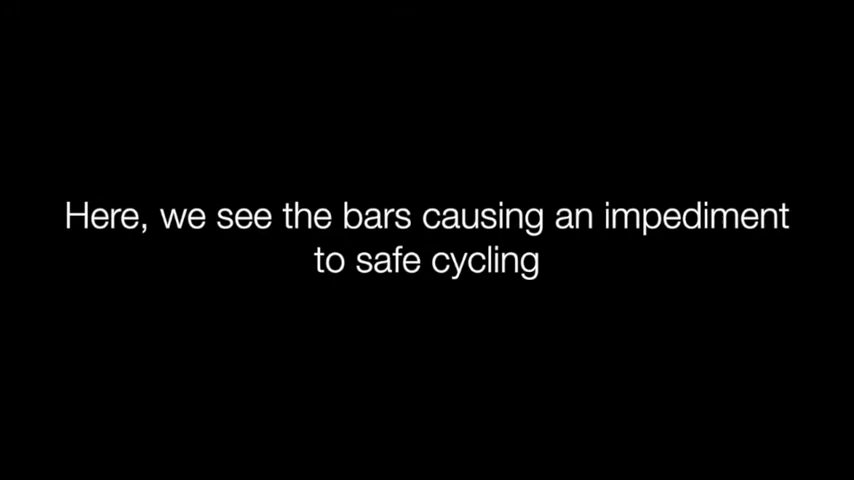 Here, we see the bars causing an impediment
to safe cycling